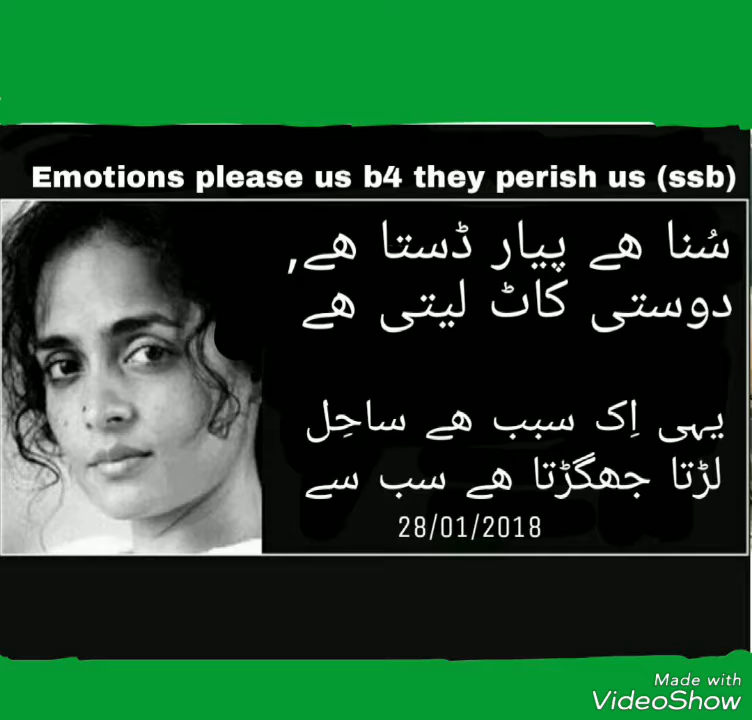 Emotions please us b4 they perish us (ssb)
سُنا ھے پیار ڈستا ھے,
دوستی کاٹ لیتی ھے
یہی اِک سبب ھے ساحِل
لڑتا جھگڑتا ھے سب سے
28/01/2018
Made with
VideoShow